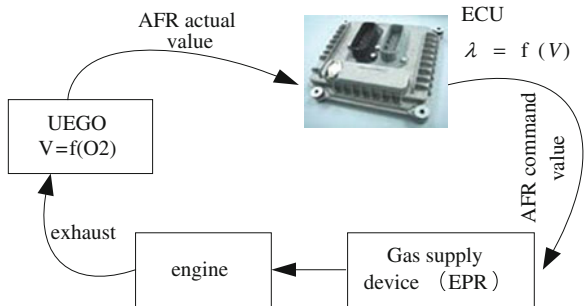 AFR actual
value
ECU
λ = f (V)
UEGO
V=f(O2)
AFR command
value
exhaust
engine
Gas supply
device （EPR）